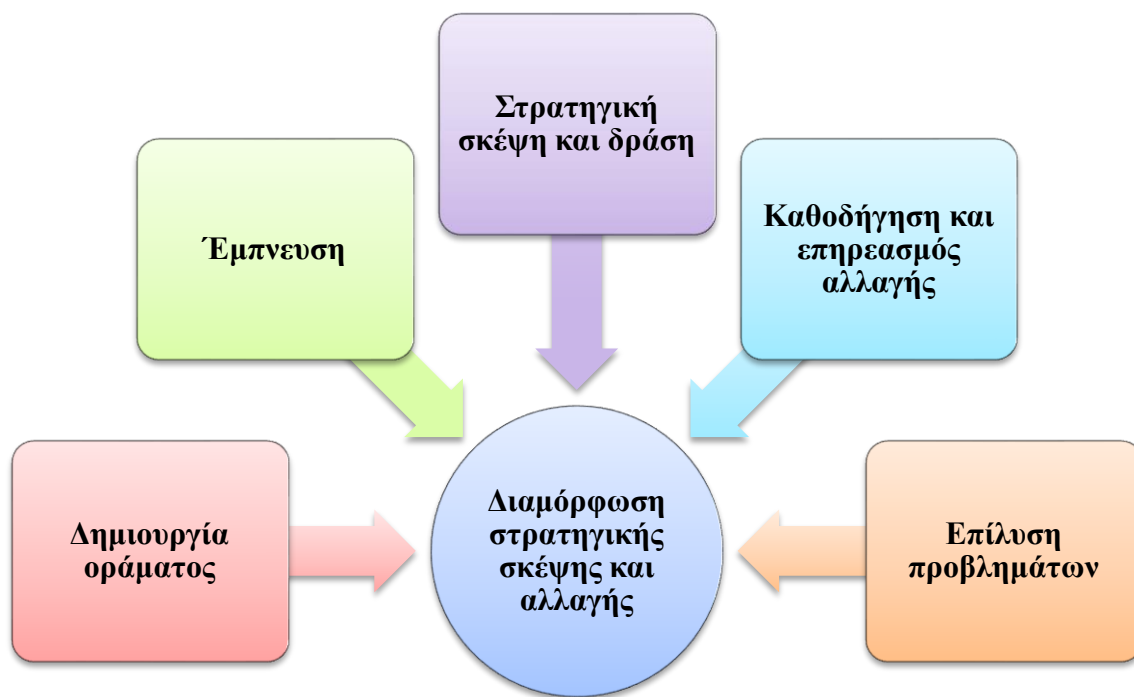 Στρατηγική
σκέψη και δράση
Έμπνευση
Καθοδήγηση και
επηρεασμός
αλλαγής
Δημιουργία
οράματος
Διαμόρφωση
στρατηγικής
σκέψης και
αλλαγής
Επίλυση
προβλημάτων